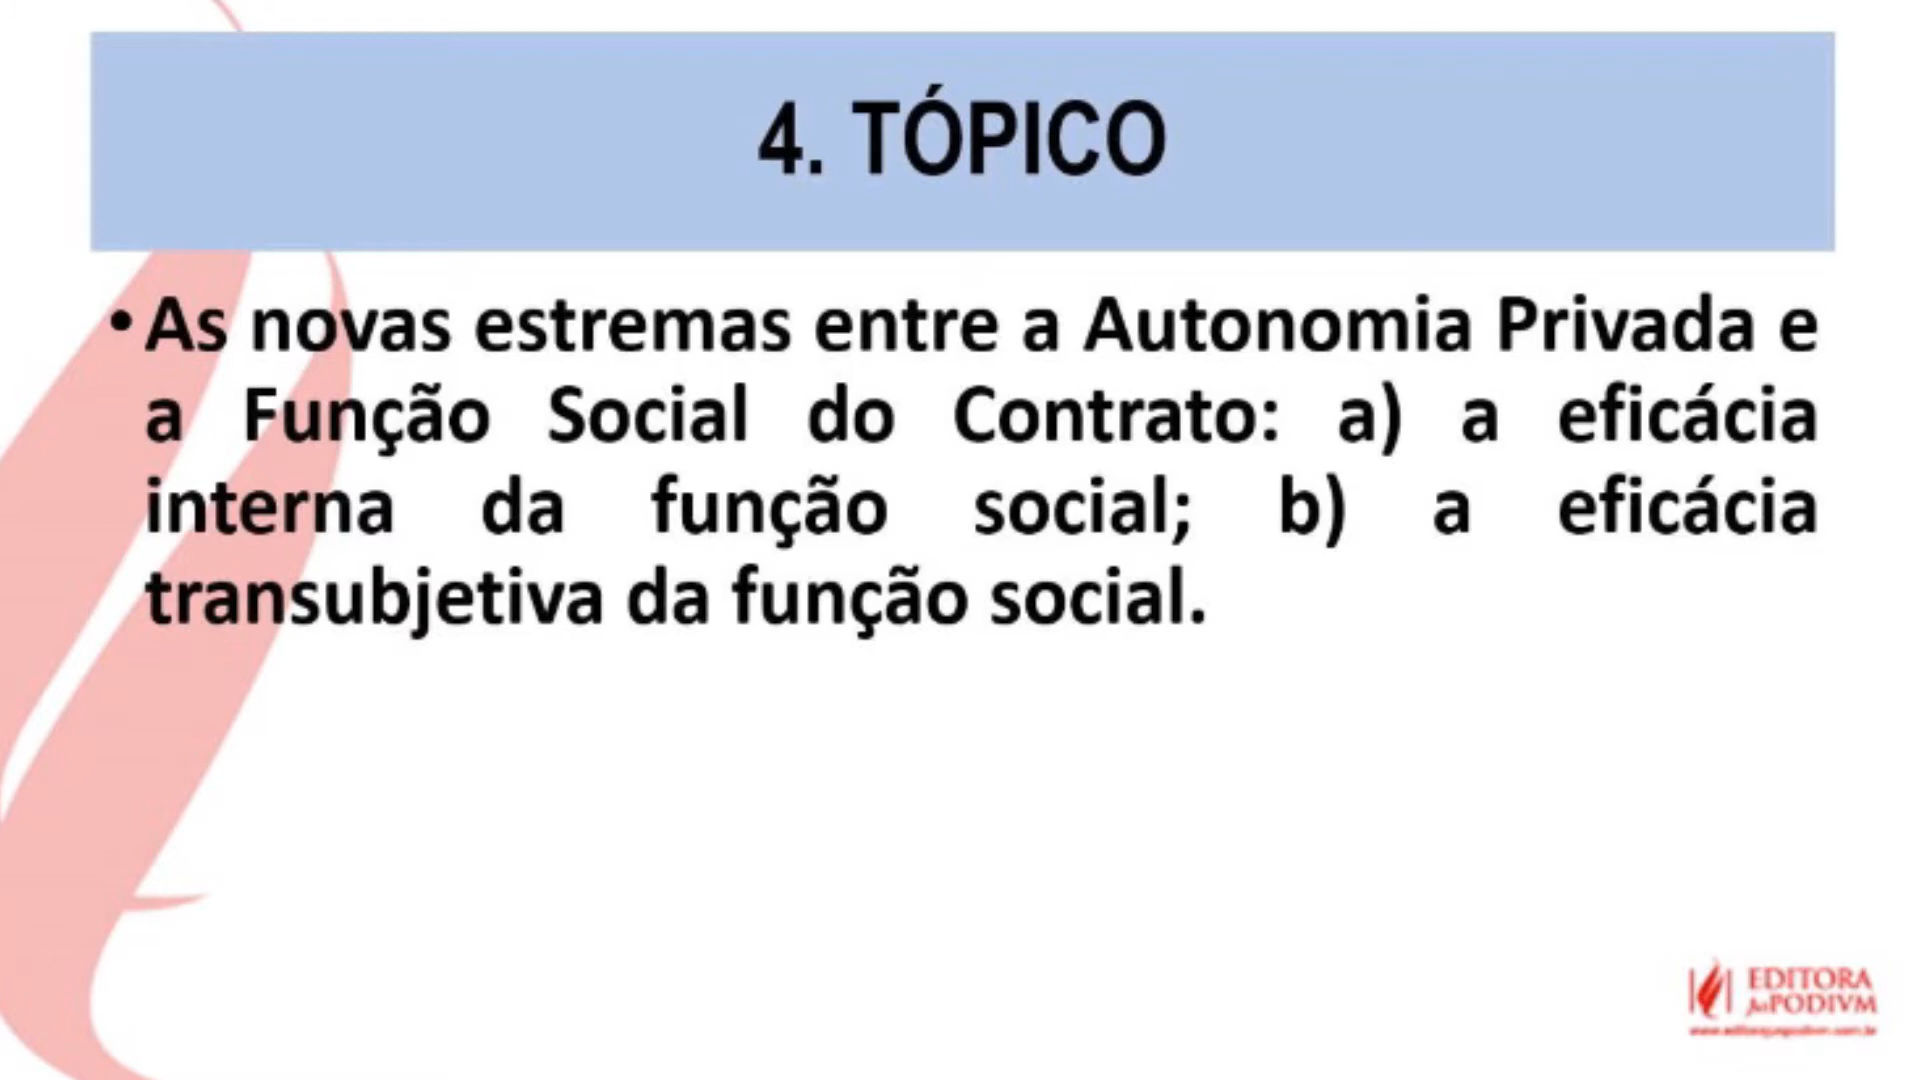 4. TÓPICO
• As novas estremas entre a Autonomia Privada e
a Função Social do Contrato: a) a eficácia
interna da função social; b) a eficácia
transubjetiva da função social.
EDITORA
JusPODIVM